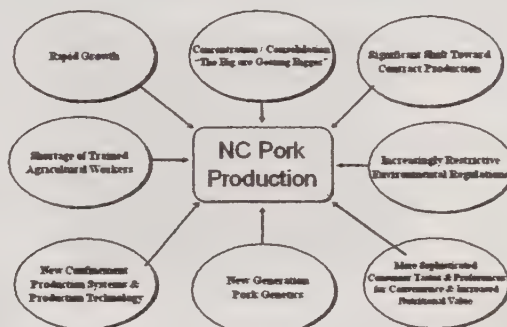 Rapid Growth
Concentration / Consolidation
"The Big are Getting Bigger"
Significant Shift Toward
Contract Production
Shortage of Trained
Agricultural Workers
NC Pork
Production
Increasingly Restrictive
Environmental Regulations
New Confinement
Production Systems &
Production Technology
New Generation
Pork Genetics
More Sophisticated
Consumer Tastes & Preferences
for Convenience & Increased
Nutritional Value